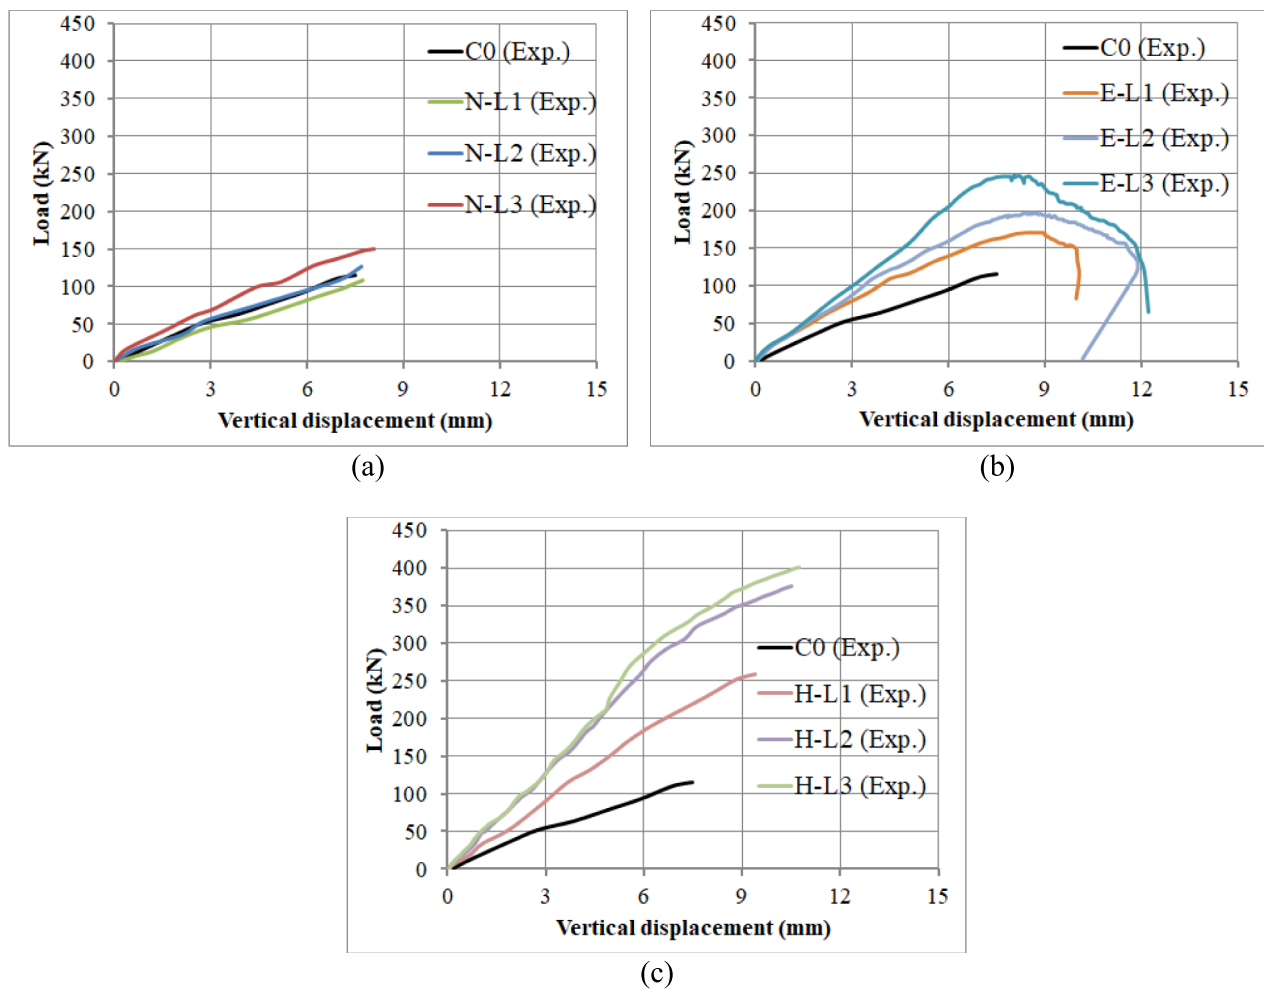 450
400
350
300
250
200
150
100
50
0
Load (kN)
C0 (Exp.)
N-L1 (Exp.)
N-L2 (Exp.)
N-L3 (Exp.)
0 3 6 9 12 15
Vertical displacement (mm)
(a)
450
400
350
300
250
200
150
100
50
0
Load (kN)
C0 (Exp.)
E-L1 (Exp.)
E-L2 (Exp.)
E-L3 (Exp.)
0 3 6 9 12 15
Vertical displacement (mm)
(b)
450
400
350
300
250
200
150
100
50
0
Load (kN)
C0 (Exp.)
H-L1 (Exp.)
H-L2 (Exp.)
H-L3 (Exp.)
0 3 6 9 12 15
Vertical displacement (mm)
(c)